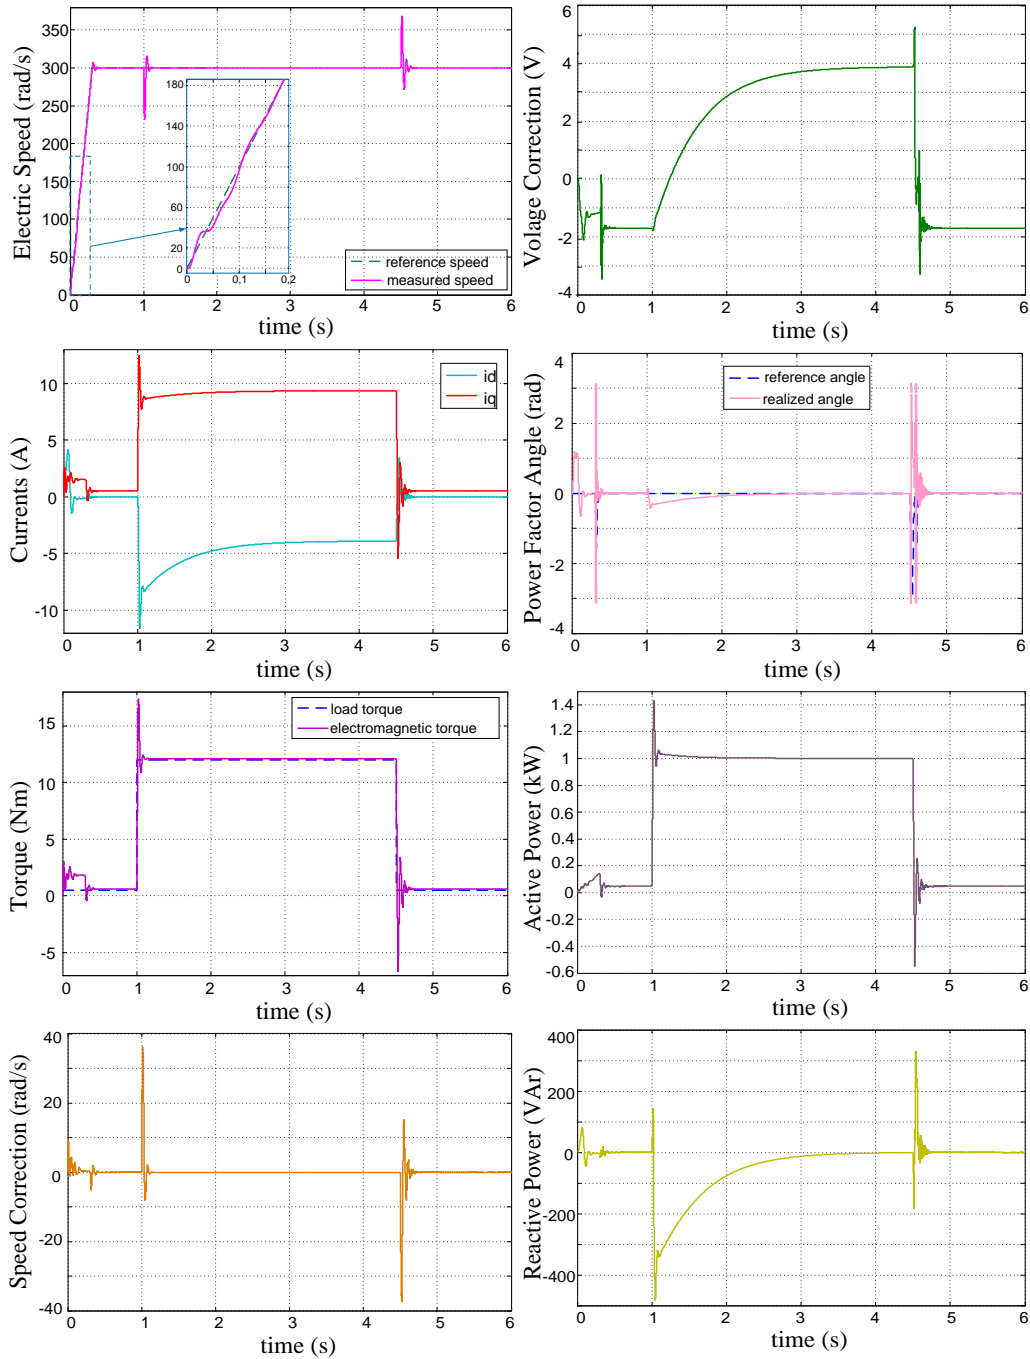 Electric Speed (rad/s)
350
300
250
200
150
100
50
0
180
140
100
60
20
0
0
0,1
0,2
reference speed
measured speed
0 1 2 3 4 5 6
time (s)
Volage Correction (V)
6
4
2
0
-2
-4
0 1 2 3 4 5 6
time (s)
Currents (A)
10
5
0
-5
-10
id
iq
0 1 2 3 4 5 6
time (s)
Power Factor Angle (rad)
4
3
2
1
0
-1
-2
-3
-4
reference angle
realized angle
0 1 2 3 4 5 6
time (s)
Torque (Nm)
15
10
5
0
-5
load torque
electromagnetic torque
0 1 2 3 4 5 6
time (s)
Active Power (kW)
1.4
1.2
1
0.8
0.6
0.4
0.2
0
-0.2
-0.4
-0.6
0 1 2 3 4 5 6
time (s)
Speed Correction (rad/s)
40
20
0
-20
-40
0 1 2 3 4 5 6
time (s)
Reactive Power (VAr)
400
200
0
-200
-400
0 1 2 3 4 5 6
time (s)